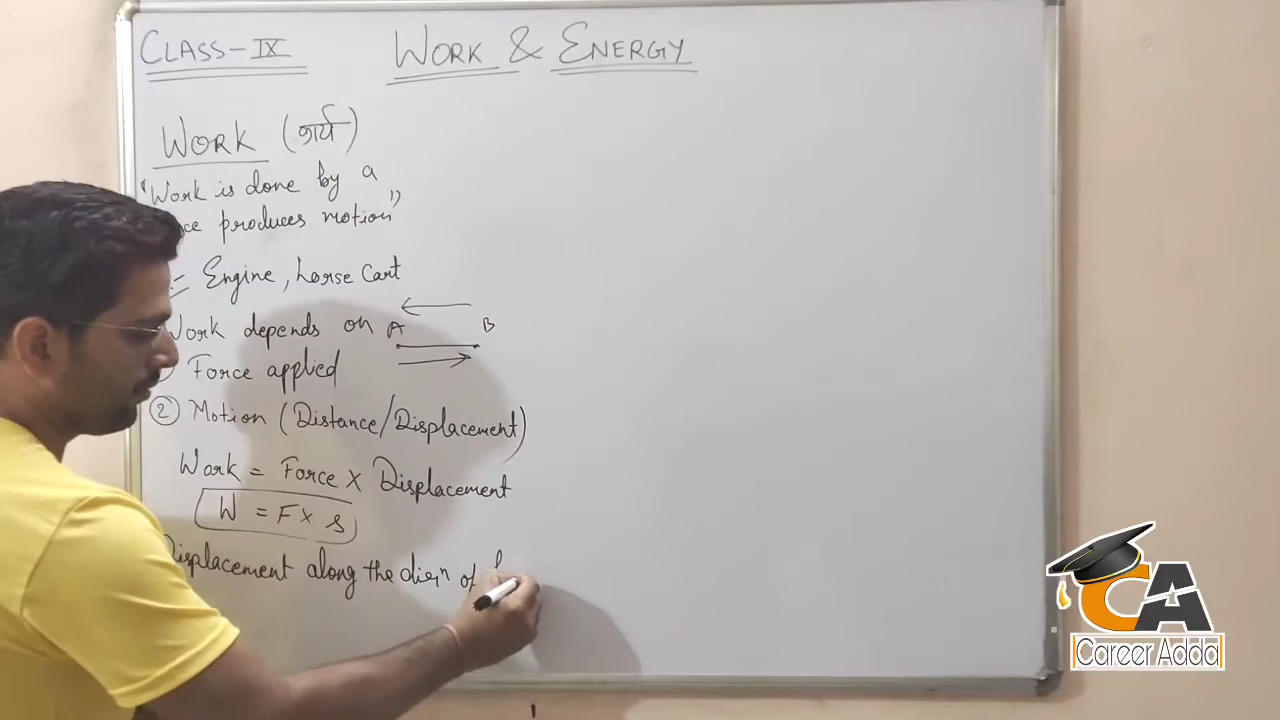 CLASS-IX
WORK & ENERGY
WORK (कार्य)
"Work is done by a
produces motion"
Engine, horse Cart
Work depends on
A B
Force applied
② Motion (Distance/Displacement)
Work = Force × Displacement
W = F × s
Displacement along the dirⁿ of f
CA
Career Adda